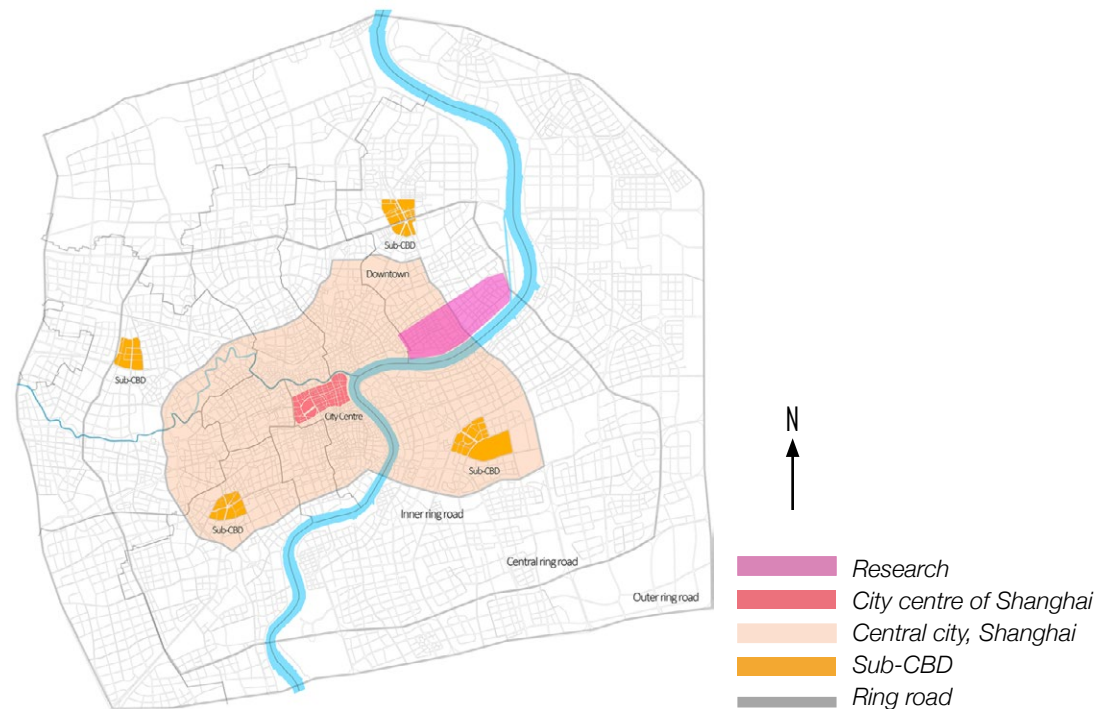 Sub-CBD
Downtown
Sub-CBD
City Centre
Sub-CBD
Sub-CBD
Inner ring road
Central ring road
Outer ring road
N
Research
City centre of Shanghai
Central city, Shanghai
Sub-CBD
Ring road